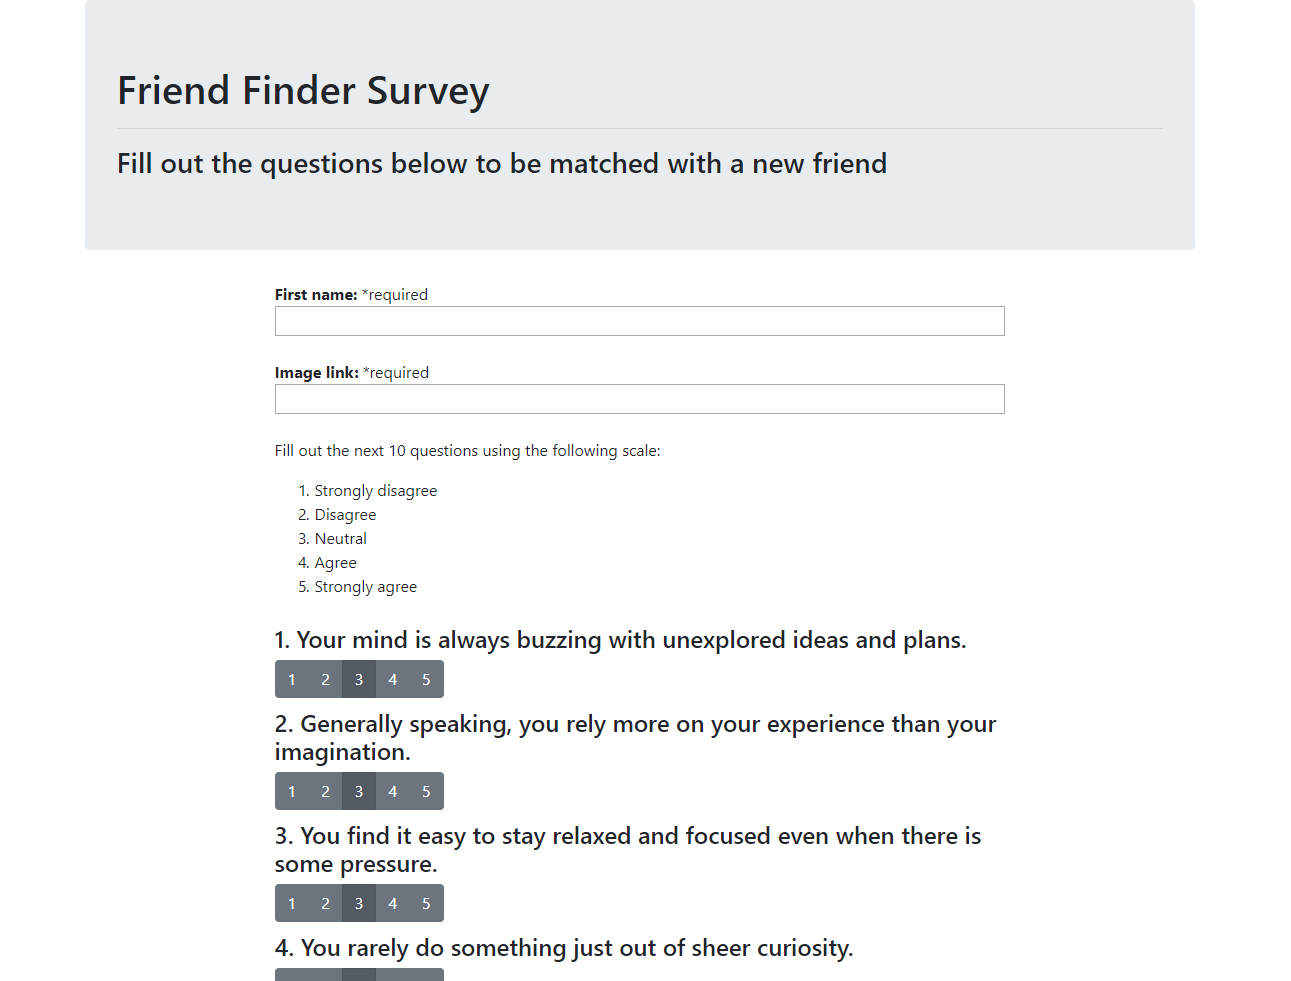 Friend Finder Survey
Fill out the questions below to be matched with a new friend
First name: *required
Image link: *required
Fill out the next 10 questions using the following scale:
1. Strongly disagree
2. Disagree
3. Neutral
4. Agree
5. Strongly agree
1. Your mind is always buzzing with unexplored ideas and plans.
1 2 3 4 5
2. Generally speaking, you rely more on your experience than your
imagination.
1 2 3 4 5
3. You find it easy to stay relaxed and focused even when there is
some pressure.
1 2 3 4 5
4. You rarely do something just out of sheer curiosity.